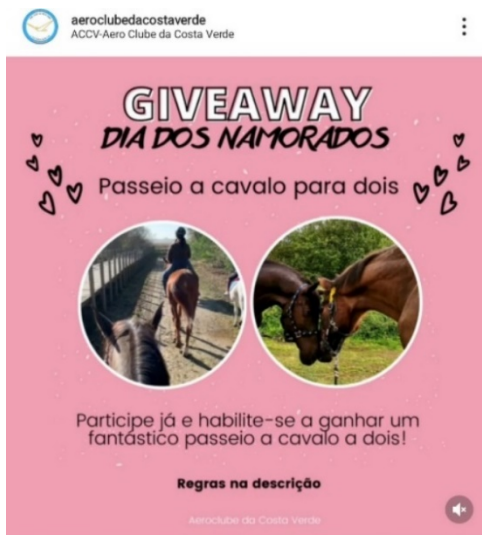 aeroclubedacostaverde
ACCV-Aero Clube da Costa Verde
GIVEAWAY
DIA DOS NAMORADOS
Passeio a cavalo para dois
Participe já e habilite-se a ganhar um
fantástico passeio a cavalo a dois!
Regras na descrição
Aeroclube da Costa Verde